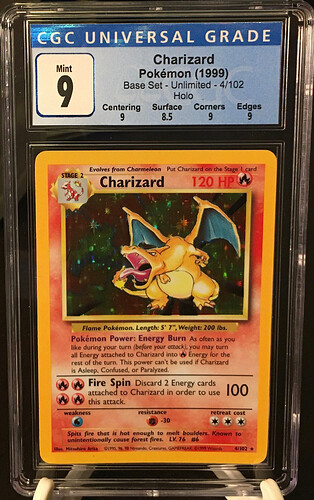 CGC UNIVERSAL GRADE
Mint
9
Charizard
Pokémon (1999)
Base Set - Unlimited - 4/102
Holo
Centering Surface Corners Edges
9 8.5 9 9
Evolves from Charmeleon Put Charizard on the Stage 1 card
STAGE 2
Charizard 120 HP
Flame Pokémon. Length: 5' 7", Weight: 200 lbs.
Pokémon Power: Energy Burn As often as
like during your turn (before your attack), you may turn
all Energy attached to Charizard into Energy for the
rest of the turn. This power can't be used if Charizard
is Asleep, Confused, or Paralyzed.
Fire Spin Discard 2 Energy cards
attached to Charizard in order to use
this attack.
100
weakness resistance retreat cost
-30
Spits fire that is hot enough to melt boulders. Known to
unintentionally cause forest fires. LV. 76 #6
Illus. Mitsuhiro Arita
4/102